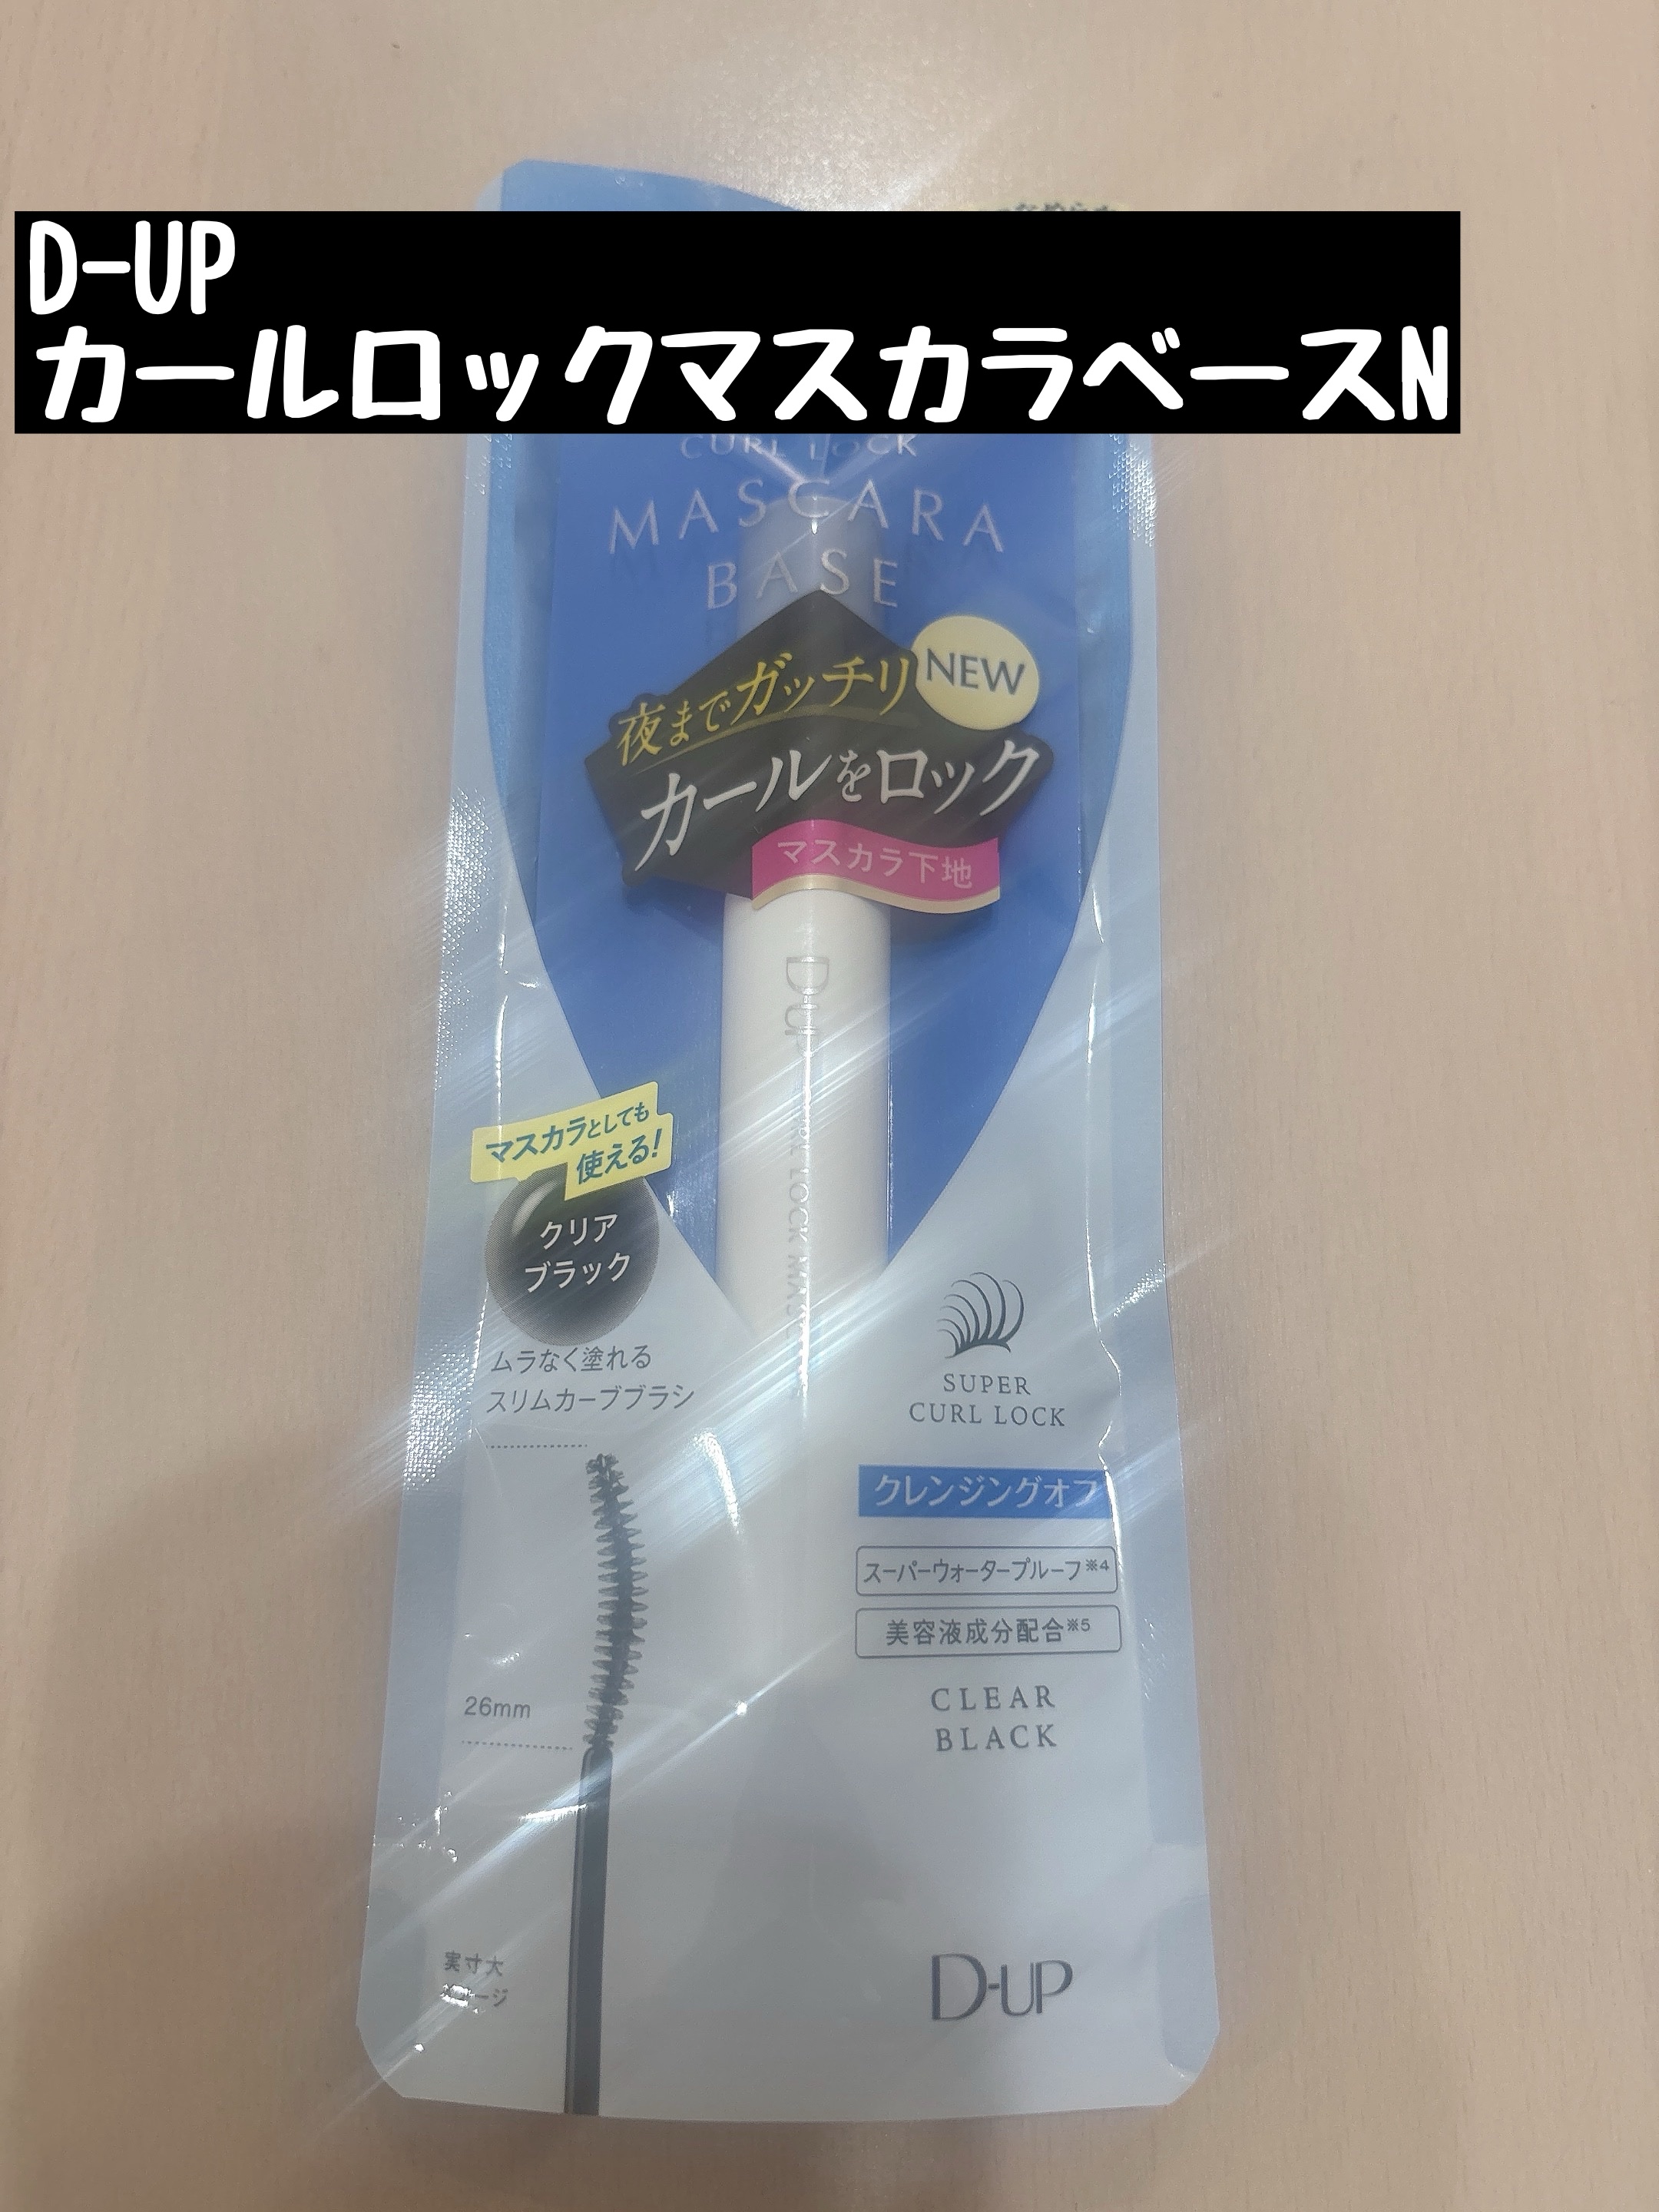 D-UP
カールロックマスカラベースN
CURL LOCK
MASCARA
BASE
NEW
夜までガッチリ
カールをロック
マスカラ下地
マスカラとしても
使える!
クリア
ブラック
ムラなく塗れる
スリムカーブブラシ
SUPER
CURL LOCK
クレンジングオフ
スーパーウォータープルーフ※4
美容液成分配合※5
26mm
CLEAR
BLACK
実寸大
D-UP